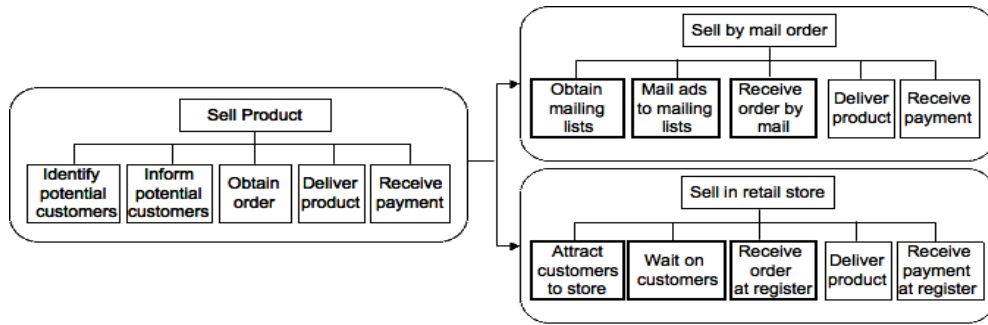 Sell Product
Identify
potential
customers
Inform
potential
customers
Obtain
order
Deliver
product
Receive
payment
Sell by mail order
Obtain
mailing
lists
Mail ads
to mailing
lists
Receive
order by
mail
Deliver
product
Receive
payment
Sell in retail store
Attract
customers
to store
Wait on
customers
Receive
order
at register
Deliver
product
Receive
payment
at register